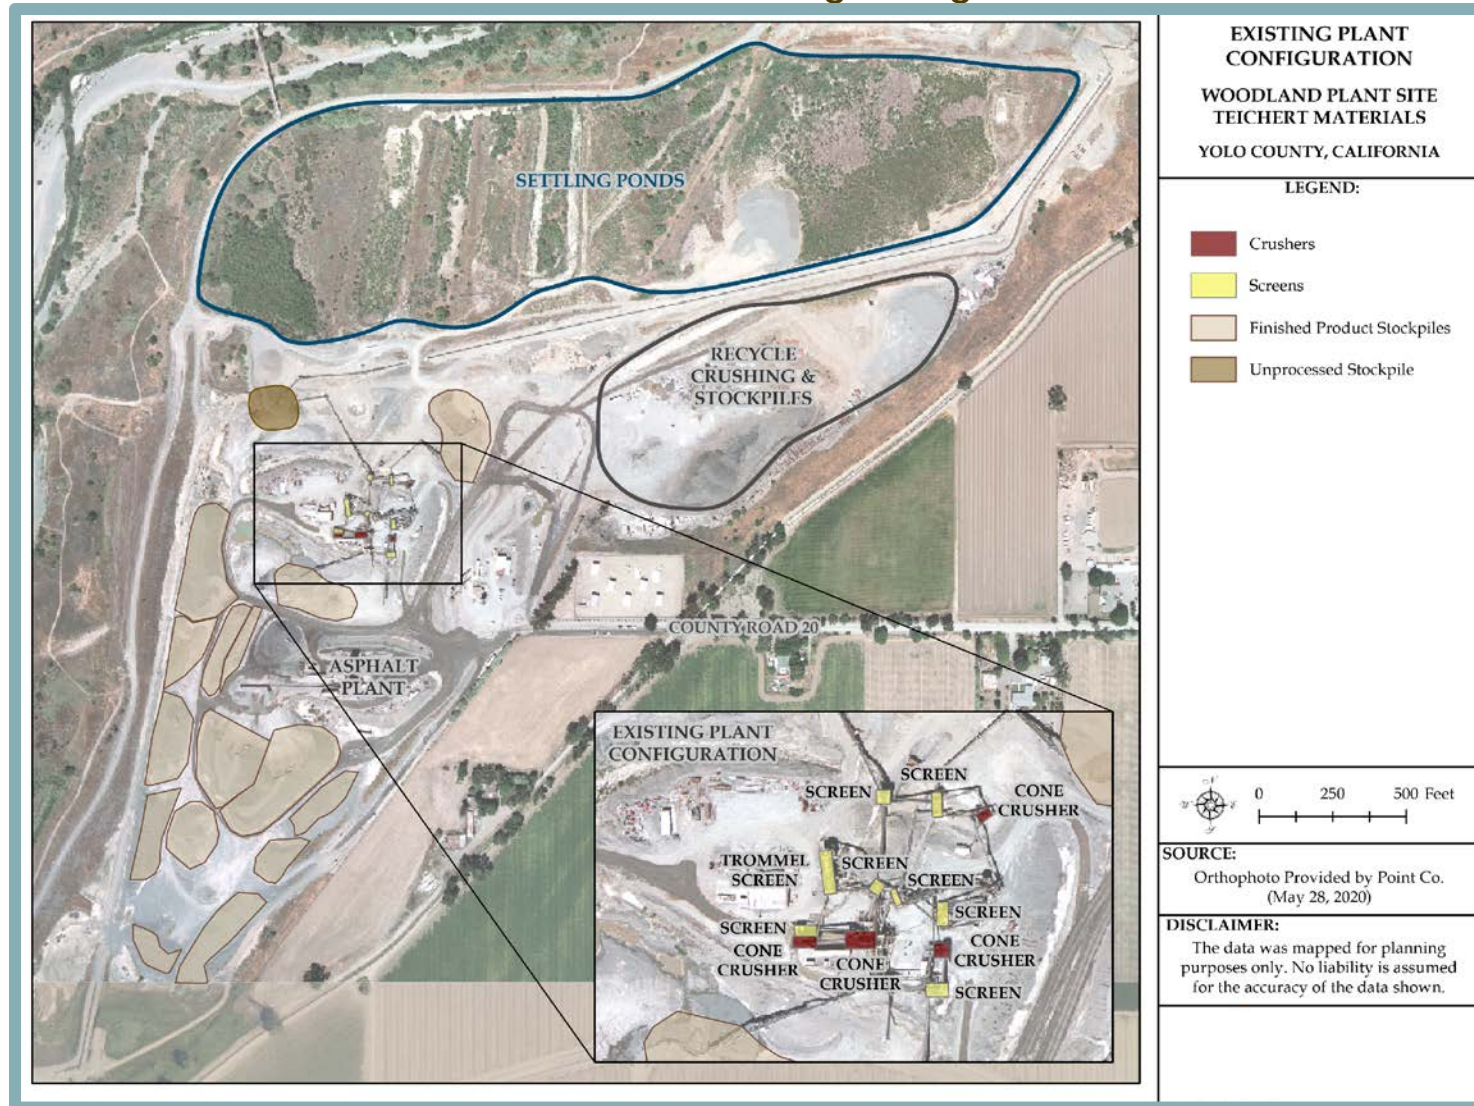 SETTLING PONDS
RECYCLE
CRUSHING &
STOCKPILES
COUNTY ROAD 20
ASPHALT
PLANT
EXISTING PLANT
CONFIGURATION
SCREEN
SCREEN
CONE
CRUSHER
TROMMEL
SCREEN
SCREEN
SCREEN
SCREEN
SCREEN
CONE
CRUSHER
CONE
CRUSHER
CONE
CRUSHER
SCREEN
EXISTING PLANT
CONFIGURATION
WOODLAND PLANT SITE
TEICHERT MATERIALS
YOLO COUNTY, CALIFORNIA
LEGEND:
Crushers
Screens
Finished Product Stockpiles
Unprocessed Stockpile
0 250 500 Feet
SOURCE:
Orthophoto Provided by Point Co.
(May 28, 2020)
DISCLAIMER:
The data was mapped for planning
purposes only. No liability is assumed
for the accuracy of the data shown.